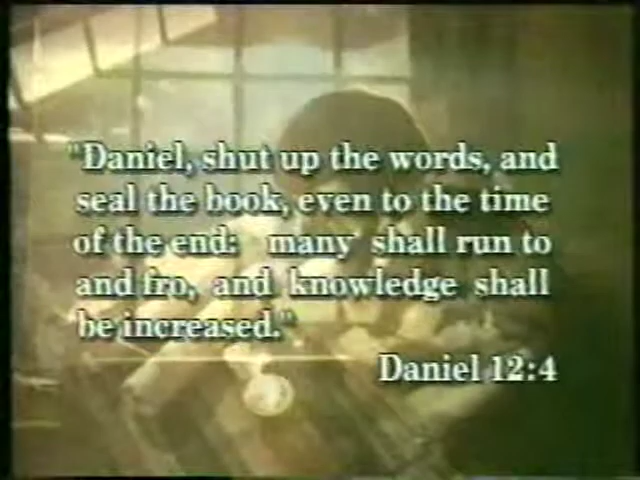 "Daniel, shut up the words, and
seal the book, even to the time
of the end: many shall run to
and fro, and knowledge shall
be increased."
Daniel 12:4